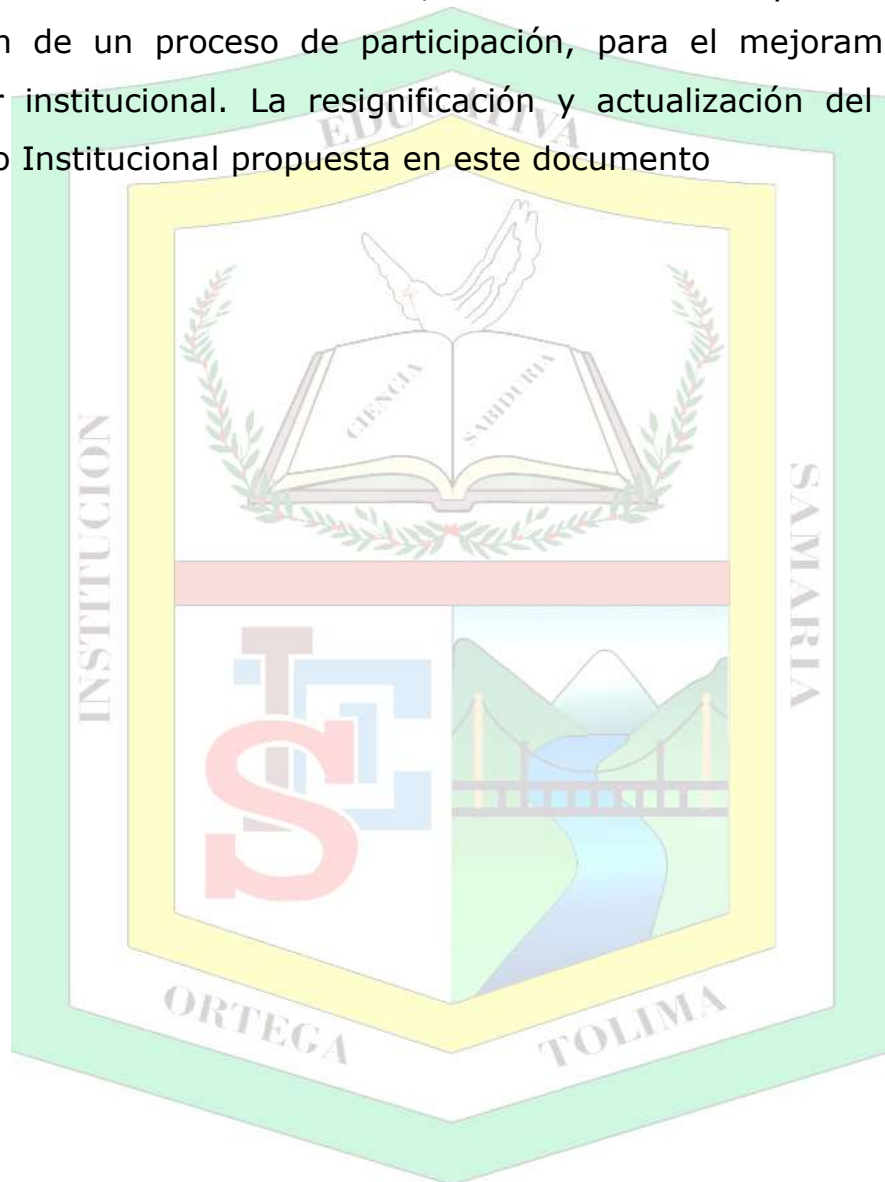 de un proceso de participación, para el
institucional. La resignificación y actualización del
Institucional propuesta en este documento
EDUCATIVA
CIENCIA
SABIDURIA
INSTITUCION
SAMARIA
IES
ORTEGA
TOLIMA